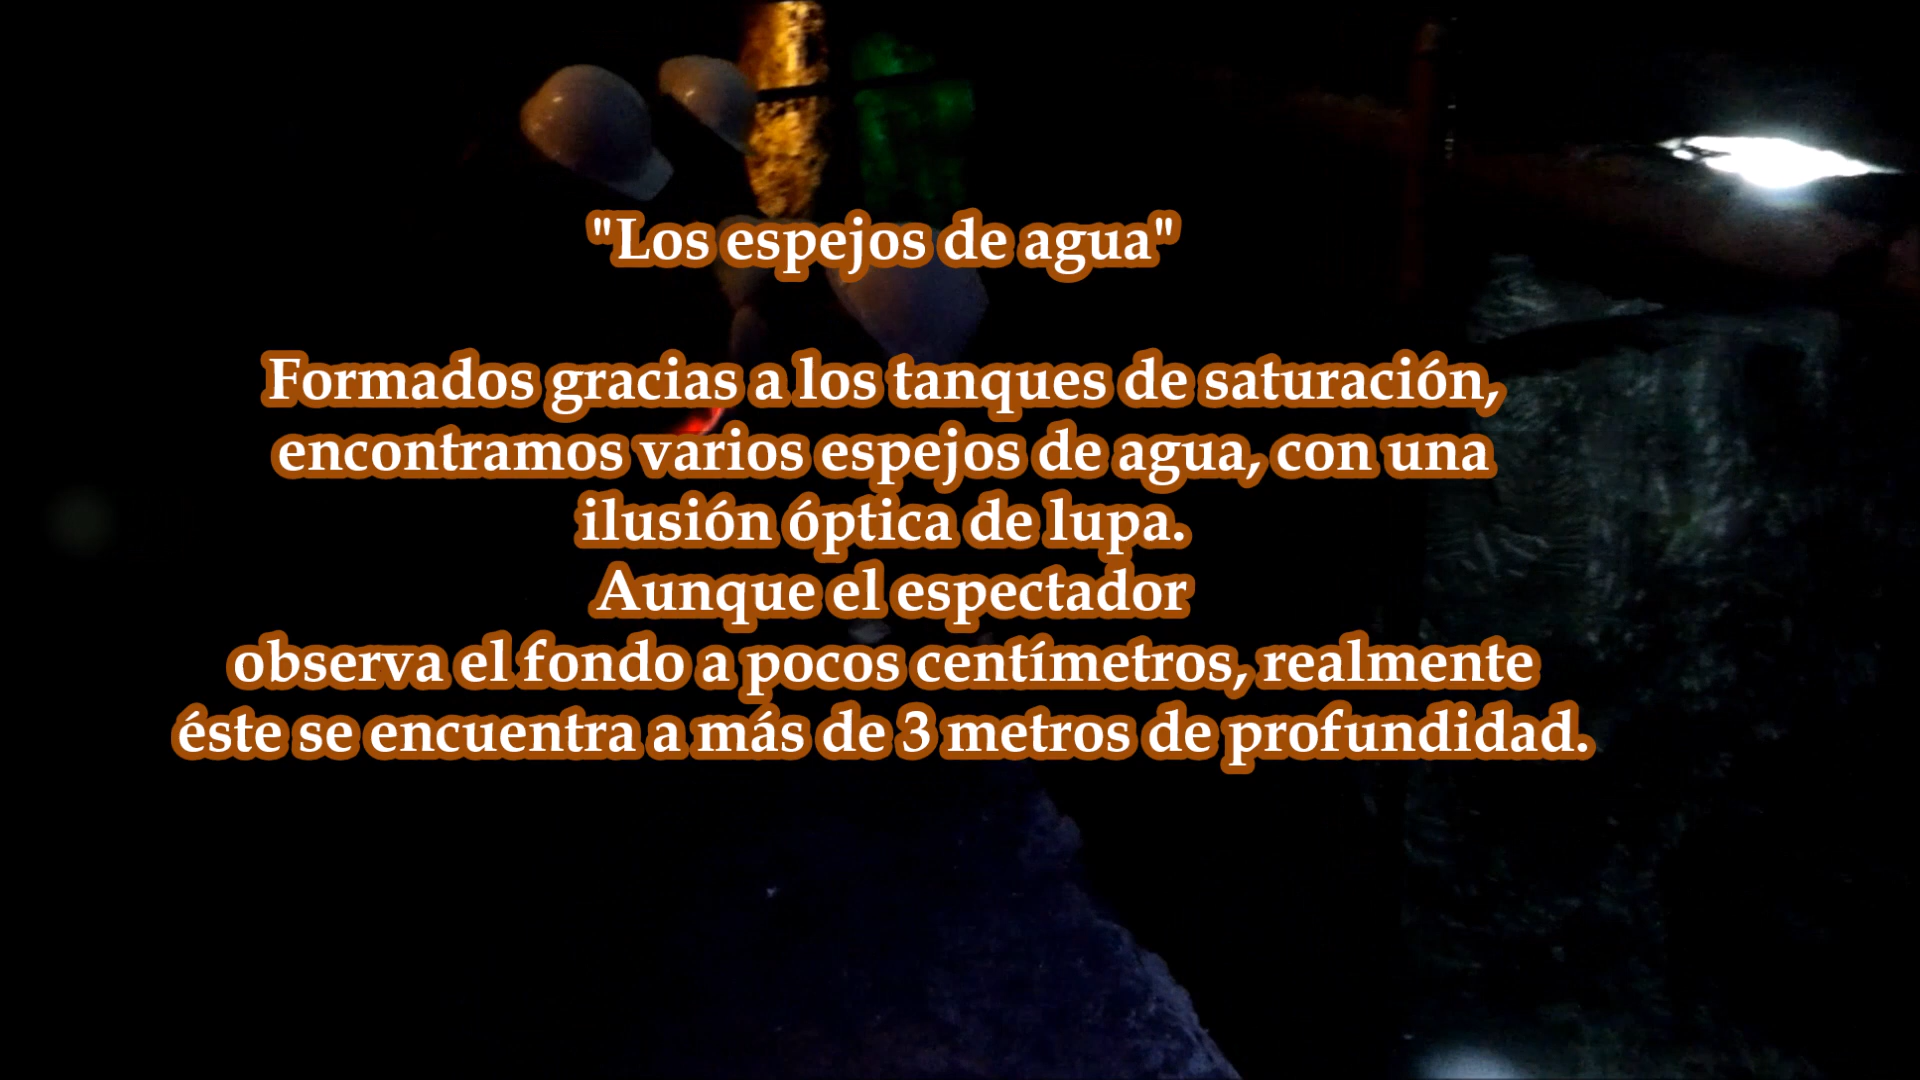 "Los espejos de agua"
Formados gracias a los tanques de saturación,
encontramos varios espejos de agua, con una
ilusión óptica de lupa.
Aunque el espectador
observa el fondo a pocos centímetros, realmente
éste se encuentra a más de 3 metros de profundidad.